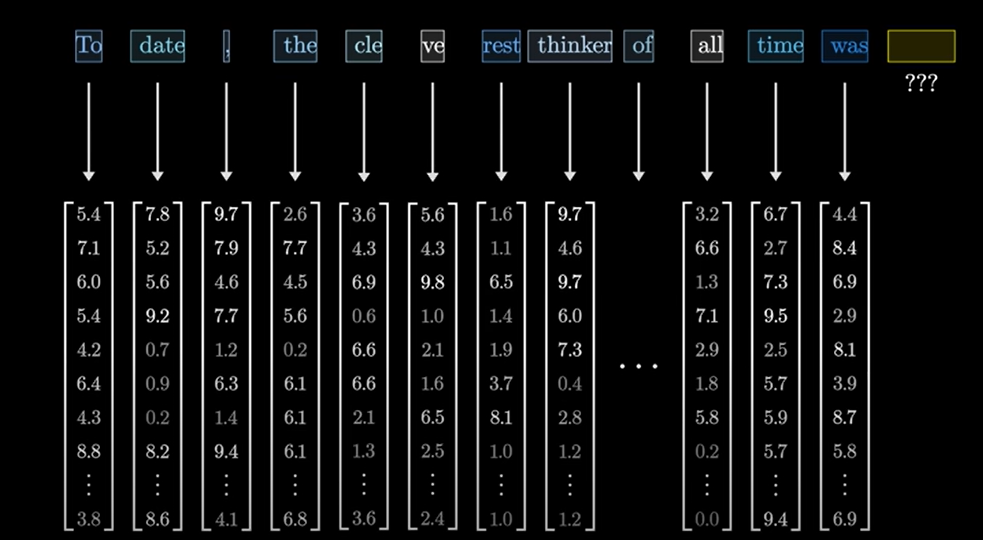 To date , the cle ve rest thinker of all time was
???
5.4 7.8 9.7 2.6 3.6 5.6 1.6 9.7 3.2 6.7 4.4
7.1 5.2 7.9 7.7 4.3 4.3 1.1 4.6 6.6 2.7 8.4
6.0 5.6 4.6 4.5 6.9 9.8 6.5 9.7 1.3 7.3 6.9
5.4 9.2 7.7 5.6 0.6 1.0 1.4 6.0 7.1 9.5 2.9
4.2 0.7 1.2 0.2 6.6 2.1 1.9 7.3 ... 2.9 2.5 8.1
6.4 0.9 6.3 6.1 6.6 1.6 3.7 0.4 1.8 5.7 3.9
4.3 0.2 1.4 6.1 2.1 6.5 8.1 2.8 5.8 5.9 8.7
8.8 8.2 9.4 6.1 1.3 2.5 1.0 1.2 0.2 5.7 5.8
⋮ ⋮ ⋮ ⋮ ⋮ ⋮ ⋮ ⋮ ⋮ ⋮ ⋮
3.8 8.6 4.1 6.8 3.6 2.4 1.0 1.2 0.0 9.4 6.9